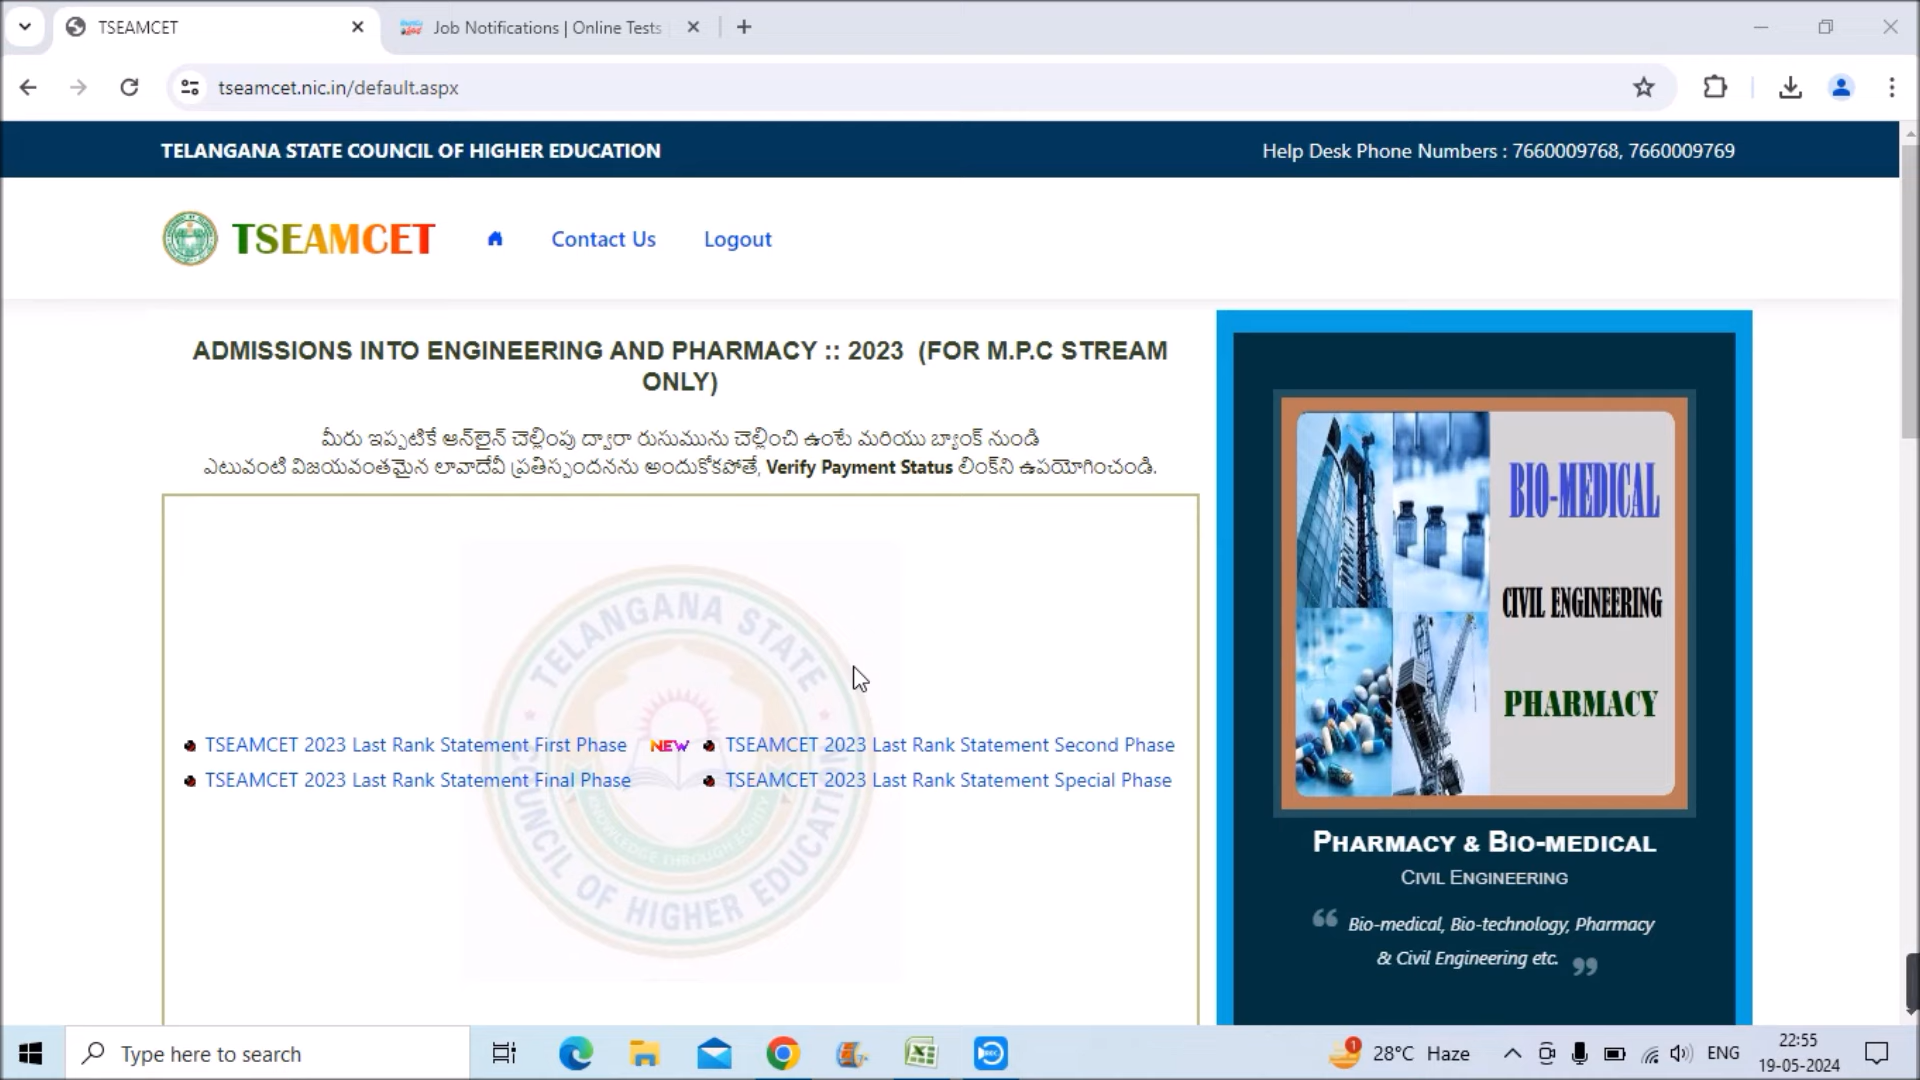 TSEAMCET
Job Notifications | Online Tests
tseamcet.nic.in/default.aspx
TELANGANA STATE COUNCIL OF HIGHER EDUCATION
Help Desk Phone Numbers : 7660009768, 7660009769
TSEAMCET
Contact Us
Logout
ADMISSIONS INTO ENGINEERING AND PHARMACY :: 2023 (FOR M.P.C STREAM
ONLY)
మీరు ఇప్పటికే ఆన్‌లైన్ చెల్లింపు ద్వారా రుసుమును చెల్లించి ఉంటే మరియు బ్యాంక్ నుండి
ఎటువంటి విజయవంతమైన లావాదేవీ ప్రతిస్పందనను అందుకోకపోతే, Verify Payment Status లింక్‌ని ఉపయోగించండి.
TELANGANA STATE
COUNCIL OF HIGHER EDUCATION
KNOWLEDGE THROUGH EQUITY
TSEAMCET 2023 Last Rank Statement First Phase NEW
TSEAMCET 2023 Last Rank Statement Second Phase
TSEAMCET 2023 Last Rank Statement Final Phase
TSEAMCET 2023 Last Rank Statement Special Phase
BIO-MEDICAL
CIVIL ENGINEERING
PHARMACY
PHARMACY & BIO-MEDICAL
CIVIL ENGINEERING
“ Bio-medical, Bio-technology, Pharmacy
& Civil Engineering etc. ”
Type here to search
1
28°C Haze
ENG
22:55
19-05-2024